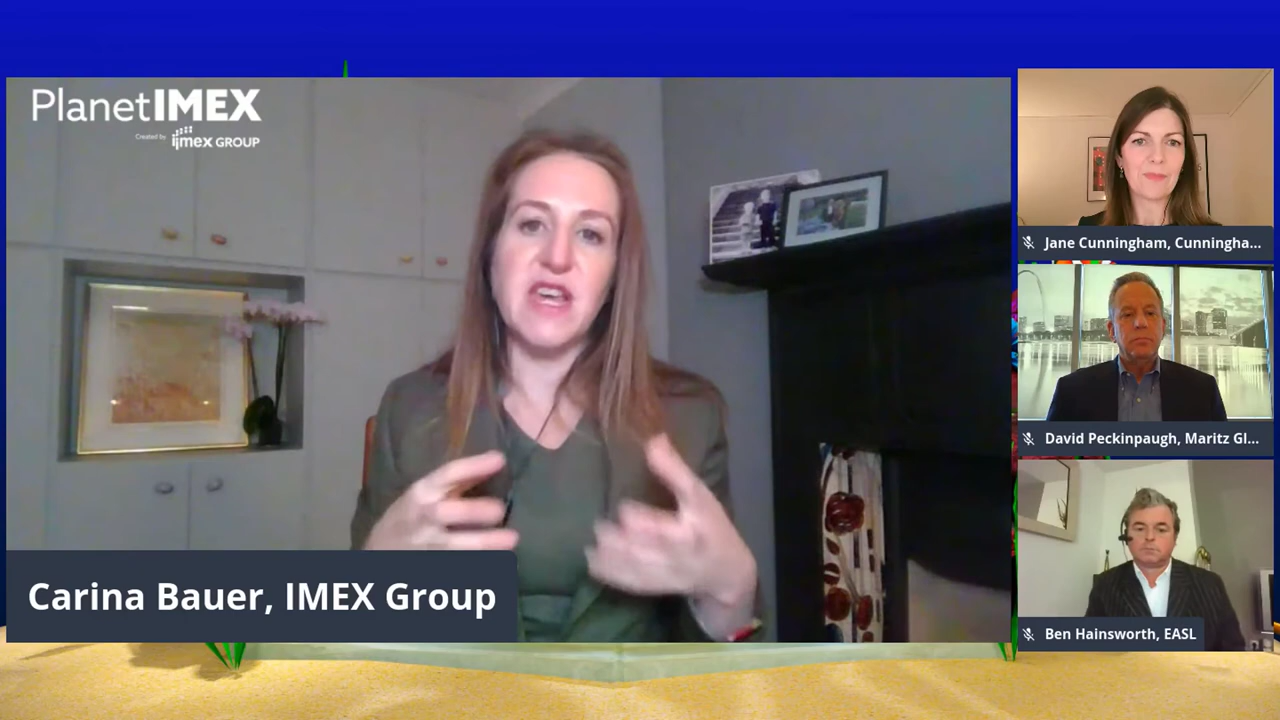 PlanetIMEX
Created by imex GROUP
Carina Bauer, IMEX Group
Jane Cunningham, Cunningha...
David Peckinpaugh, Maritz Gl...
Ben Hainsworth, EASL